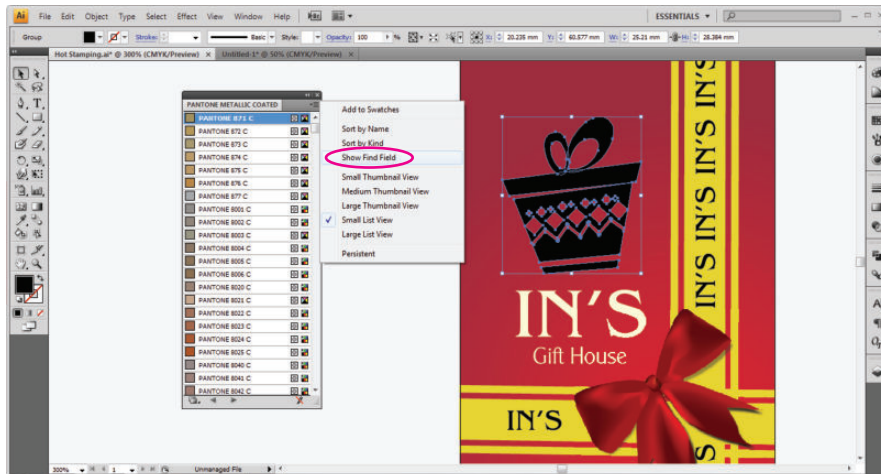 Ai File Edit Object Type Select Effect View Window Help Br ESSENTIALS
Group Stroke: Basic Style: Opacity: 100 % X: 20.235 mm Y: 60.577 mm W: 25.21 mm H: 28.394 mm
Hot Stamping.ai* @ 300% (CMYK/Preview) × Untitled-1* @ 50% (CMYK/Preview) ×
PANTONE METALLIC COATED
PANTONE 871 C
PANTONE 872 C
PANTONE 873 C
PANTONE 874 C
PANTONE 875 C
PANTONE 876 C
PANTONE 877 C
PANTONE 8001 C
PANTONE 8002 C
PANTONE 8003 C
PANTONE 8004 C
PANTONE 8005 C
PANTONE 8006 C
PANTONE 8020 C
PANTONE 8021 C
PANTONE 8022 C
PANTONE 8023 C
PANTONE 8024 C
PANTONE 8025 C
PANTONE 8040 C
PANTONE 8041 C
PANTONE 8042 C
Add to Swatches
Sort by Name
Sort by Kind
Show Find Field
Small Thumbnail View
Medium Thumbnail View
Large Thumbnail View
Small List View
Large List View
Persistent
IN'S
Gift House
IN'S
IN'S IN'S IN'S
300% 1 Unmanaged File